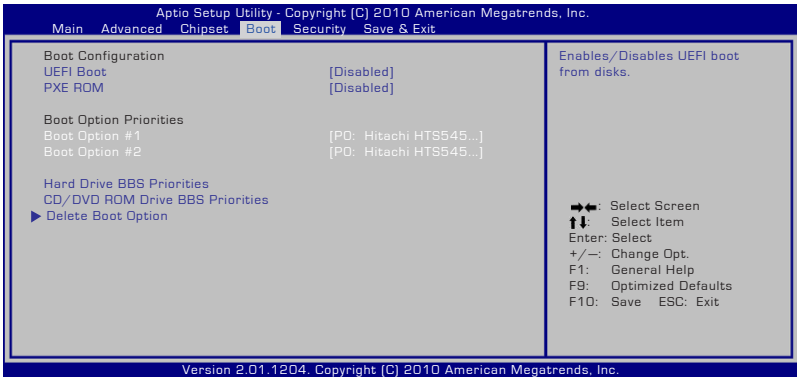 Aptio Setup Utility - Copyright (C) 2010 American Megatrends, Inc.
Main Advanced Chipset Boot Security Save & Exit
Boot Configuration
UEFI Boot [Disabled]
PXE ROM [Disabled]
Boot Option Priorities
Boot Option #1 [P0: Hitachi HTS545...]
Boot Option #2 [P0: Hitachi HTS545...]
Hard Drive BBS Priorities
CD/DVD ROM Drive BBS Priorities
Delete Boot Option
Enables/Disables UEFI boot
from disks.
: Select Screen
: Select Item
Enter: Select
+/—: Change Opt.
F1: General Help
F9: Optimized Defaults
F10: Save ESC: Exit
Version 2.01.1204. Copyright (C) 2010 American Megatrends, Inc.